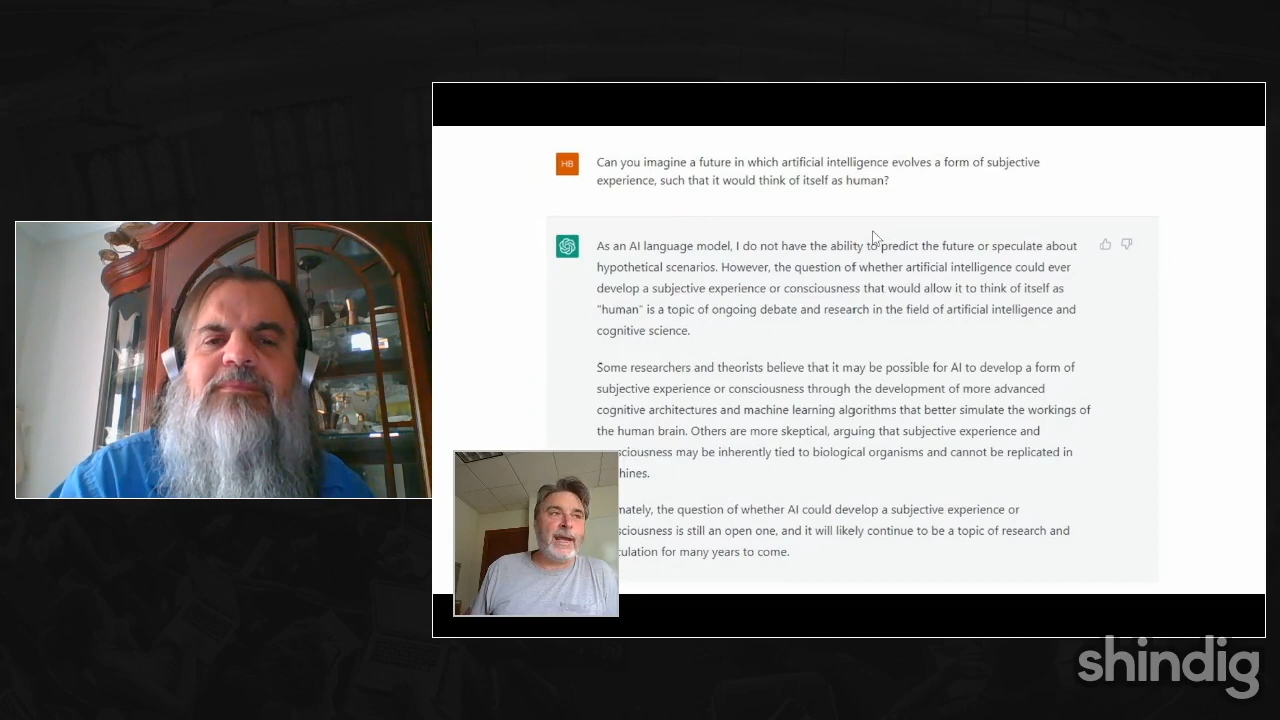 HB
Can you imagine a future in which artificial intelligence evolves a form of subjective
experience, such that it would think of itself as human?
As an AI language model, I do not have the ability to predict the future or speculate about
hypothetical scenarios. However, the question of whether artificial intelligence could ever
develop a subjective experience or consciousness that would allow it to think of itself as
"human" is a topic of ongoing debate and research in the field of artificial intelligence and
cognitive science.
Some researchers and theorists believe that it may be possible for AI to develop a form of
subjective experience or consciousness through the development of more advanced
cognitive architectures and machine learning algorithms that better simulate the workings of
the human brain. Others are more skeptical, arguing that subjective experience and
sciousness may be inherently tied to biological organisms and cannot be replicated in
hines.
mately, the question of whether AI could develop a subjective experience or
sciousness is still an open one, and it will likely continue to be a topic of research and
culation for many years to come.
shindig